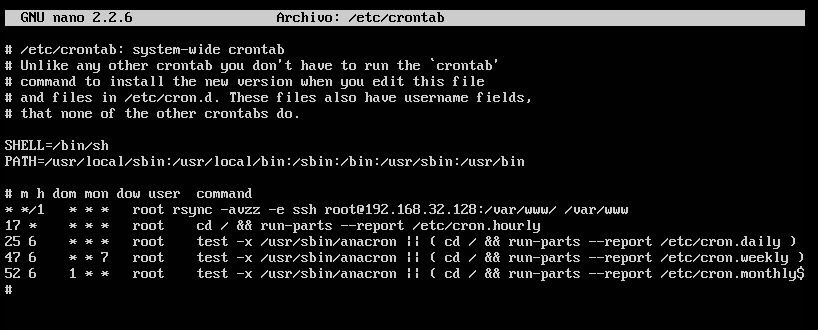 GNU nano 2.2.6 Archivo: /etc/crontab
# /etc/crontab: system-wide crontab
# Unlike any other crontab you don't have to run the `crontab'
# command to install the new version when you edit this file
# and files in /etc/cron.d. These files also have username fields,
# that none of the other crontabs do.
SHELL=/bin/sh
PATH=/usr/local/sbin:/usr/local/bin:/sbin:/bin:/usr/sbin:/usr/bin
# m h dom mon dow user  command
* */1   * * *   root rsync -avzz -e ssh root@192.168.32.128:/var/www/ /var/www
17 *    * * *   root    cd / && run-parts --report /etc/cron.hourly
25 6    * * *   root    test -x /usr/sbin/anacron || ( cd / && run-parts --report /etc/cron.daily )
47 6    * * 7   root    test -x /usr/sbin/anacron || ( cd / && run-parts --report /etc/cron.weekly )
52 6    1 * *   root    test -x /usr/sbin/anacron || ( cd / && run-parts --report /etc/cron.monthly$
#